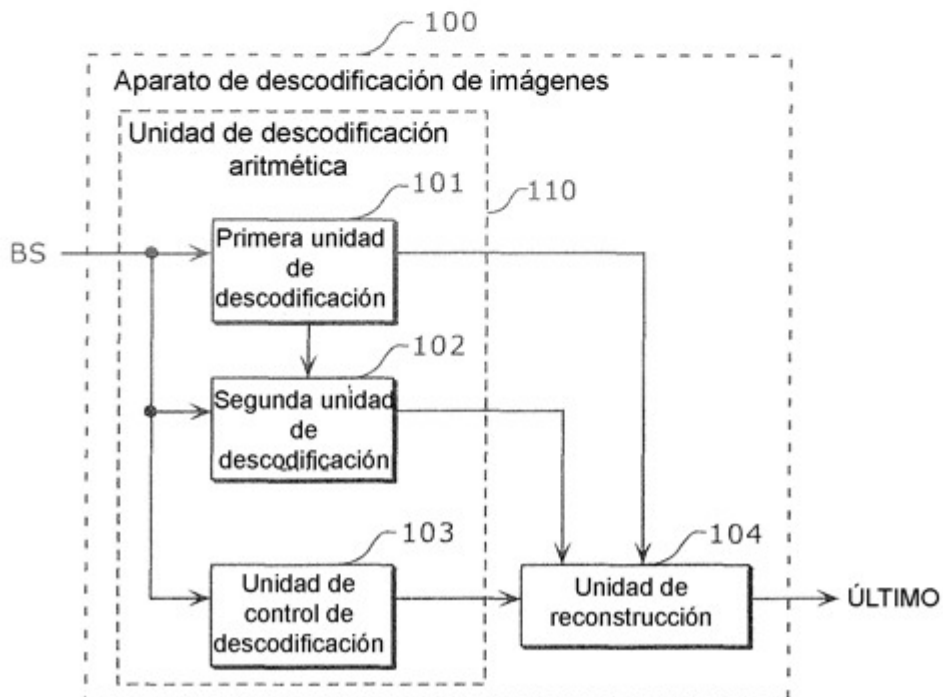 100
Aparato de descodificación de imágenes
Unidad de descodificación
aritmética
101
110
BS
Primera unidad
de
descodificación
102
Segunda unidad
de
descodificación
103
104
Unidad de
control de
descodificación
Unidad de
reconstrucción
ÚLTIMO